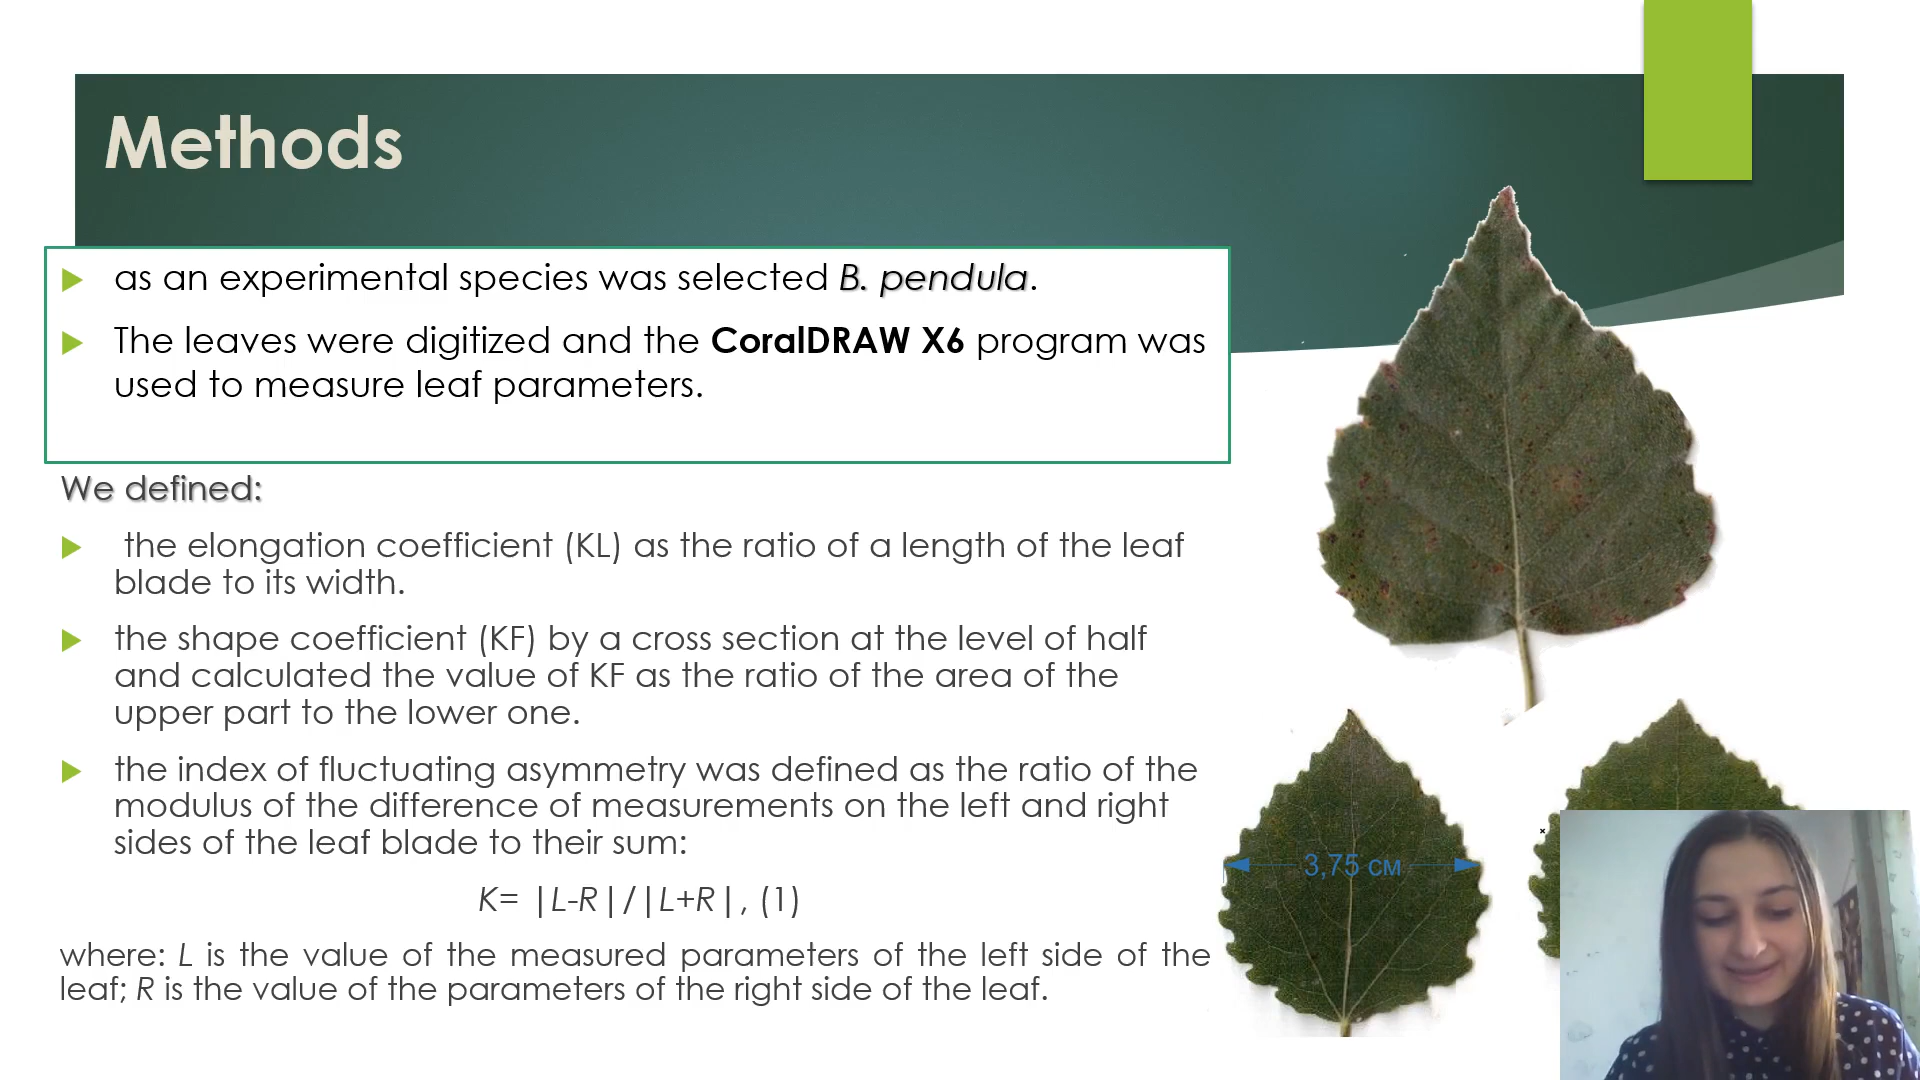 Methods
as an experimental species was selected B. pendula.
The leaves were digitized and the CoralDRAW X6 program was
used to measure leaf parameters.
We defined:
the elongation coefficient (KL) as the ratio of a length of the leaf
blade to its width.
the shape coefficient (KF) by a cross section at the level of half
and calculated the value of KF as the ratio of the area of the
upper part to the lower one.
the index of fluctuating asymmetry was defined as the ratio of the
modulus of the difference of measurements on the left and right
sides of the leaf blade to their sum:
K= |L-R|/|L+R|, (1)
where: L is the value of the measured parameters of the left side of the
leaf; R is the value of the parameters of the right side of the leaf.
3,75 см